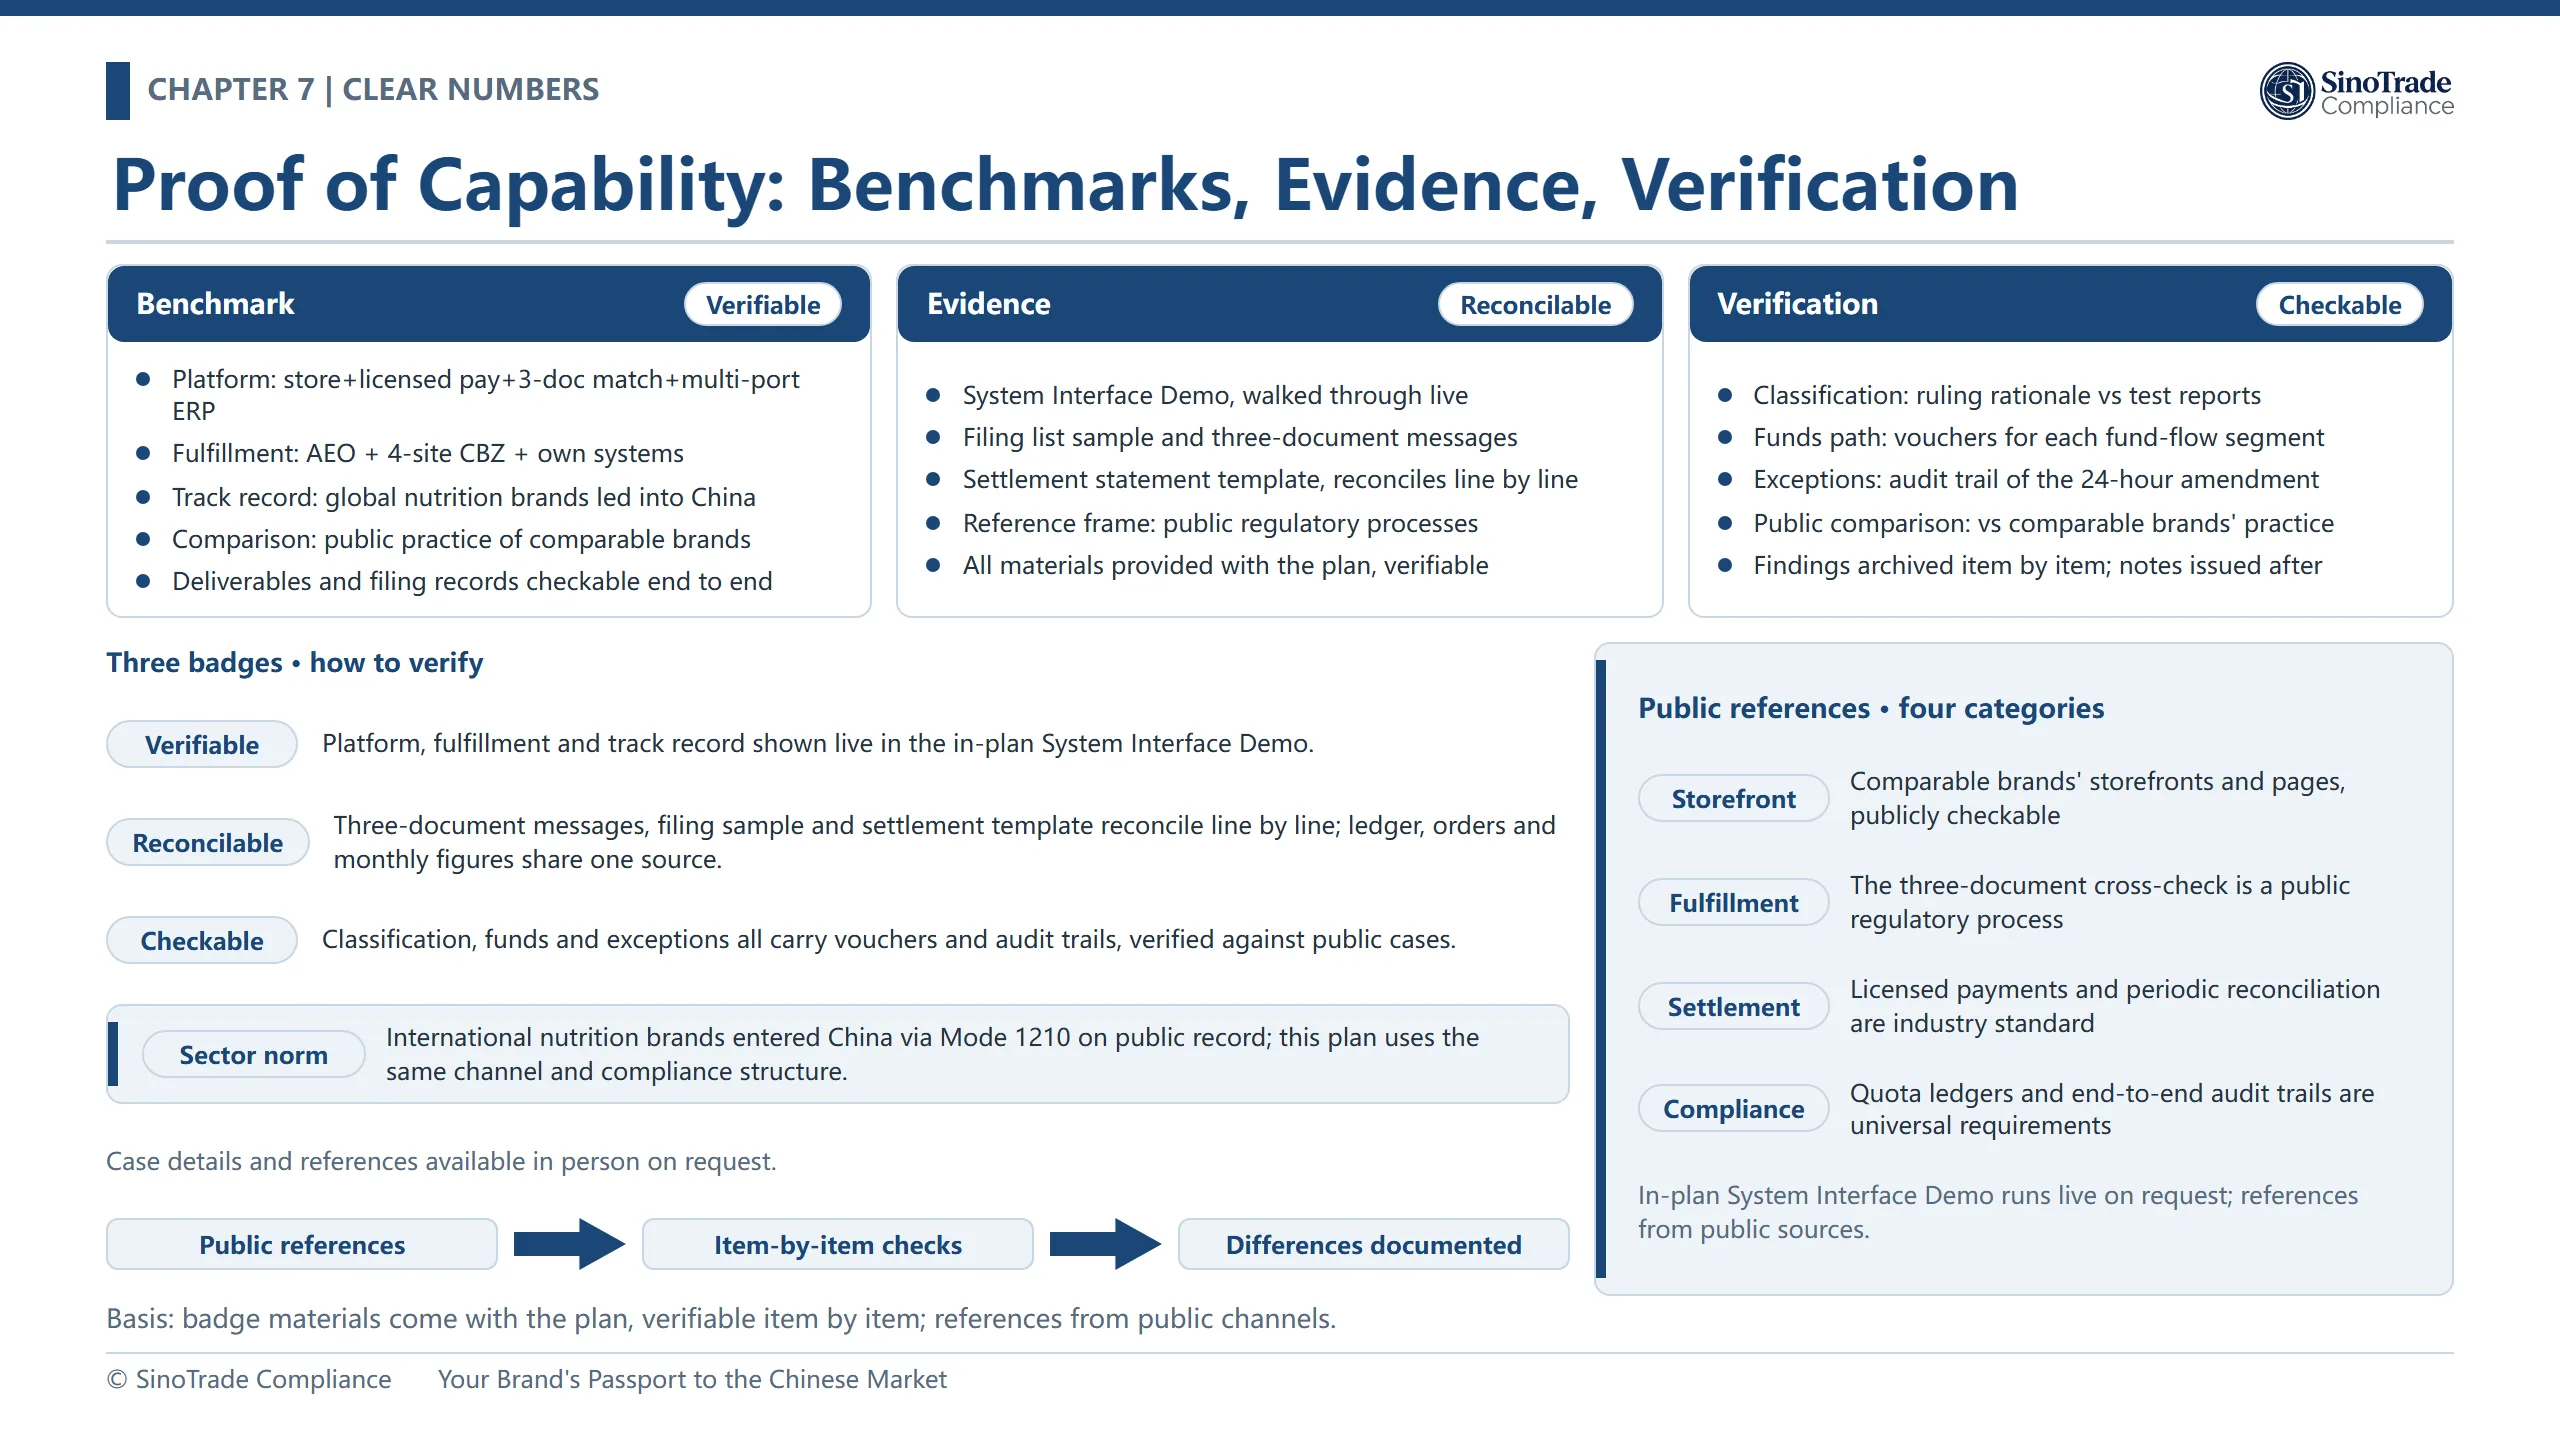 CHAPTER 7 | CLEAR NUMBERS
SinoTrade
Compliance
Proof of Capability: Benchmarks, Evidence, Verification
Benchmark
Verifiable
Platform: store+licensed pay+3-doc match+multi-port
ERP
Fulfillment: AEO + 4-site CBZ + own systems
Track record: global nutrition brands led into China
Comparison: public practice of comparable brands
Deliverables and filing records checkable end to end
Evidence
Reconcilable
System Interface Demo, walked through live
Filing list sample and three-document messages
Settlement statement template, reconciles line by line
Reference frame: public regulatory processes
All materials provided with the plan, verifiable
Verification
Checkable
Classification: ruling rationale vs test reports
Funds path: vouchers for each fund-flow segment
Exceptions: audit trail of the 24-hour amendment
Public comparison: vs comparable brands' practice
Findings archived item by item; notes issued after
Three badges • how to verify
Verifiable
Platform, fulfillment and track record shown live in the in-plan System Interface Demo.
Reconcilable
Three-document messages, filing sample and settlement template reconcile line by line; ledger, orders and
monthly figures share one source.
Checkable
Classification, funds and exceptions all carry vouchers and audit trails, verified against public cases.
Sector norm
International nutrition brands entered China via Mode 1210 on public record; this plan uses the
same channel and compliance structure.
Case details and references available in person on request.
Public references
Item-by-item checks
Differences documented
Public references • four categories
Storefront
Comparable brands' storefronts and pages,
publicly checkable
Fulfillment
The three-document cross-check is a public
regulatory process
Settlement
Licensed payments and periodic reconciliation
are industry standard
Compliance
Quota ledgers and end-to-end audit trails are
universal requirements
In-plan System Interface Demo runs live on request; references
from public sources.
Basis: badge materials come with the plan, verifiable item by item; references from public channels.
© SinoTrade Compliance Your Brand's Passport to the Chinese Market